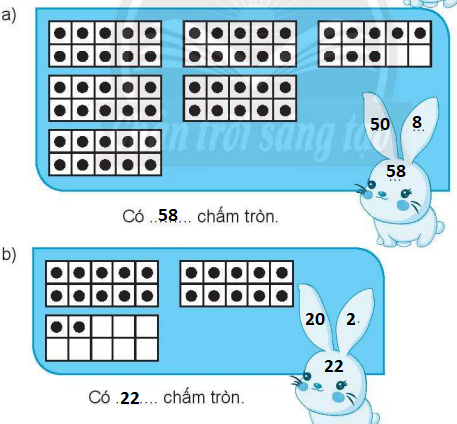 a)
50 8
58
Có ..58.... chấm tròn.
b)
20 2
22
Có .22.... chấm tròn.